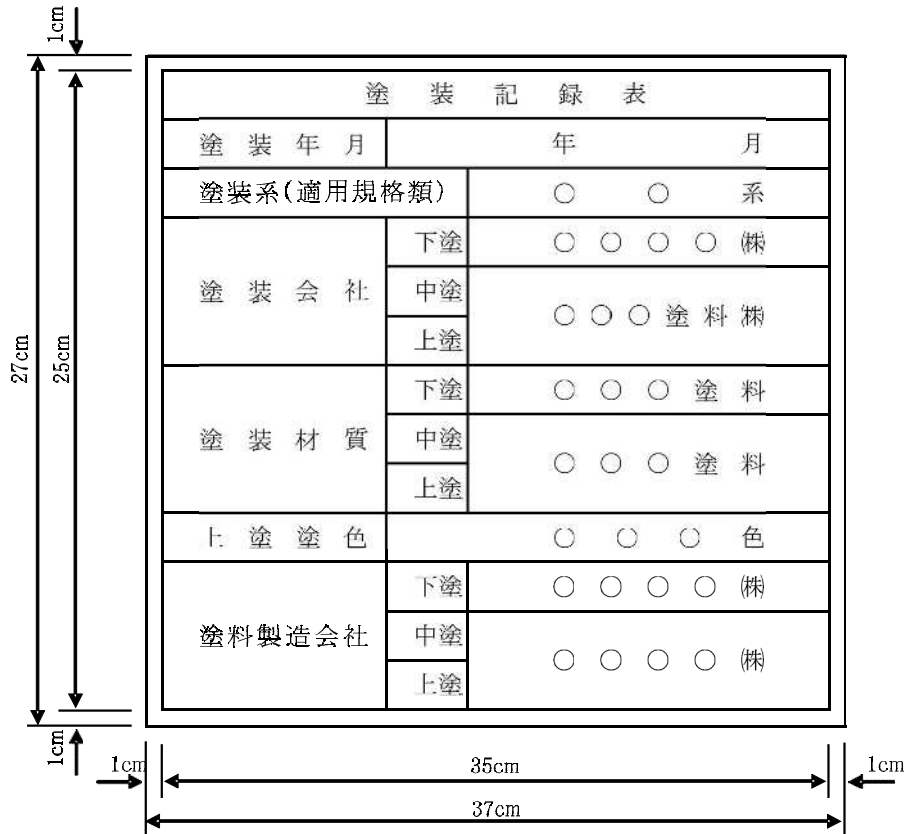 1cm
塗装記録表
塗装年月 年 月
塗装系(適用規格類) ○ ○ 系
下塗 ○ ○ ○ ○ ㈱
塗装会社 中塗 ○ ○ ○ 塗料 ㈱
上塗
下塗 ○ ○ ○ 塗料
塗装材質 中塗 ○ ○ ○ 塗料
上塗
上塗塗色 ○ ○ ○ 色
下塗 ○ ○ ○ ○ ㈱
塗料製造会社 中塗 ○ ○ ○ ○ ㈱
上塗
27cm
25cm
1cm
1cm
35cm
1cm
37cm